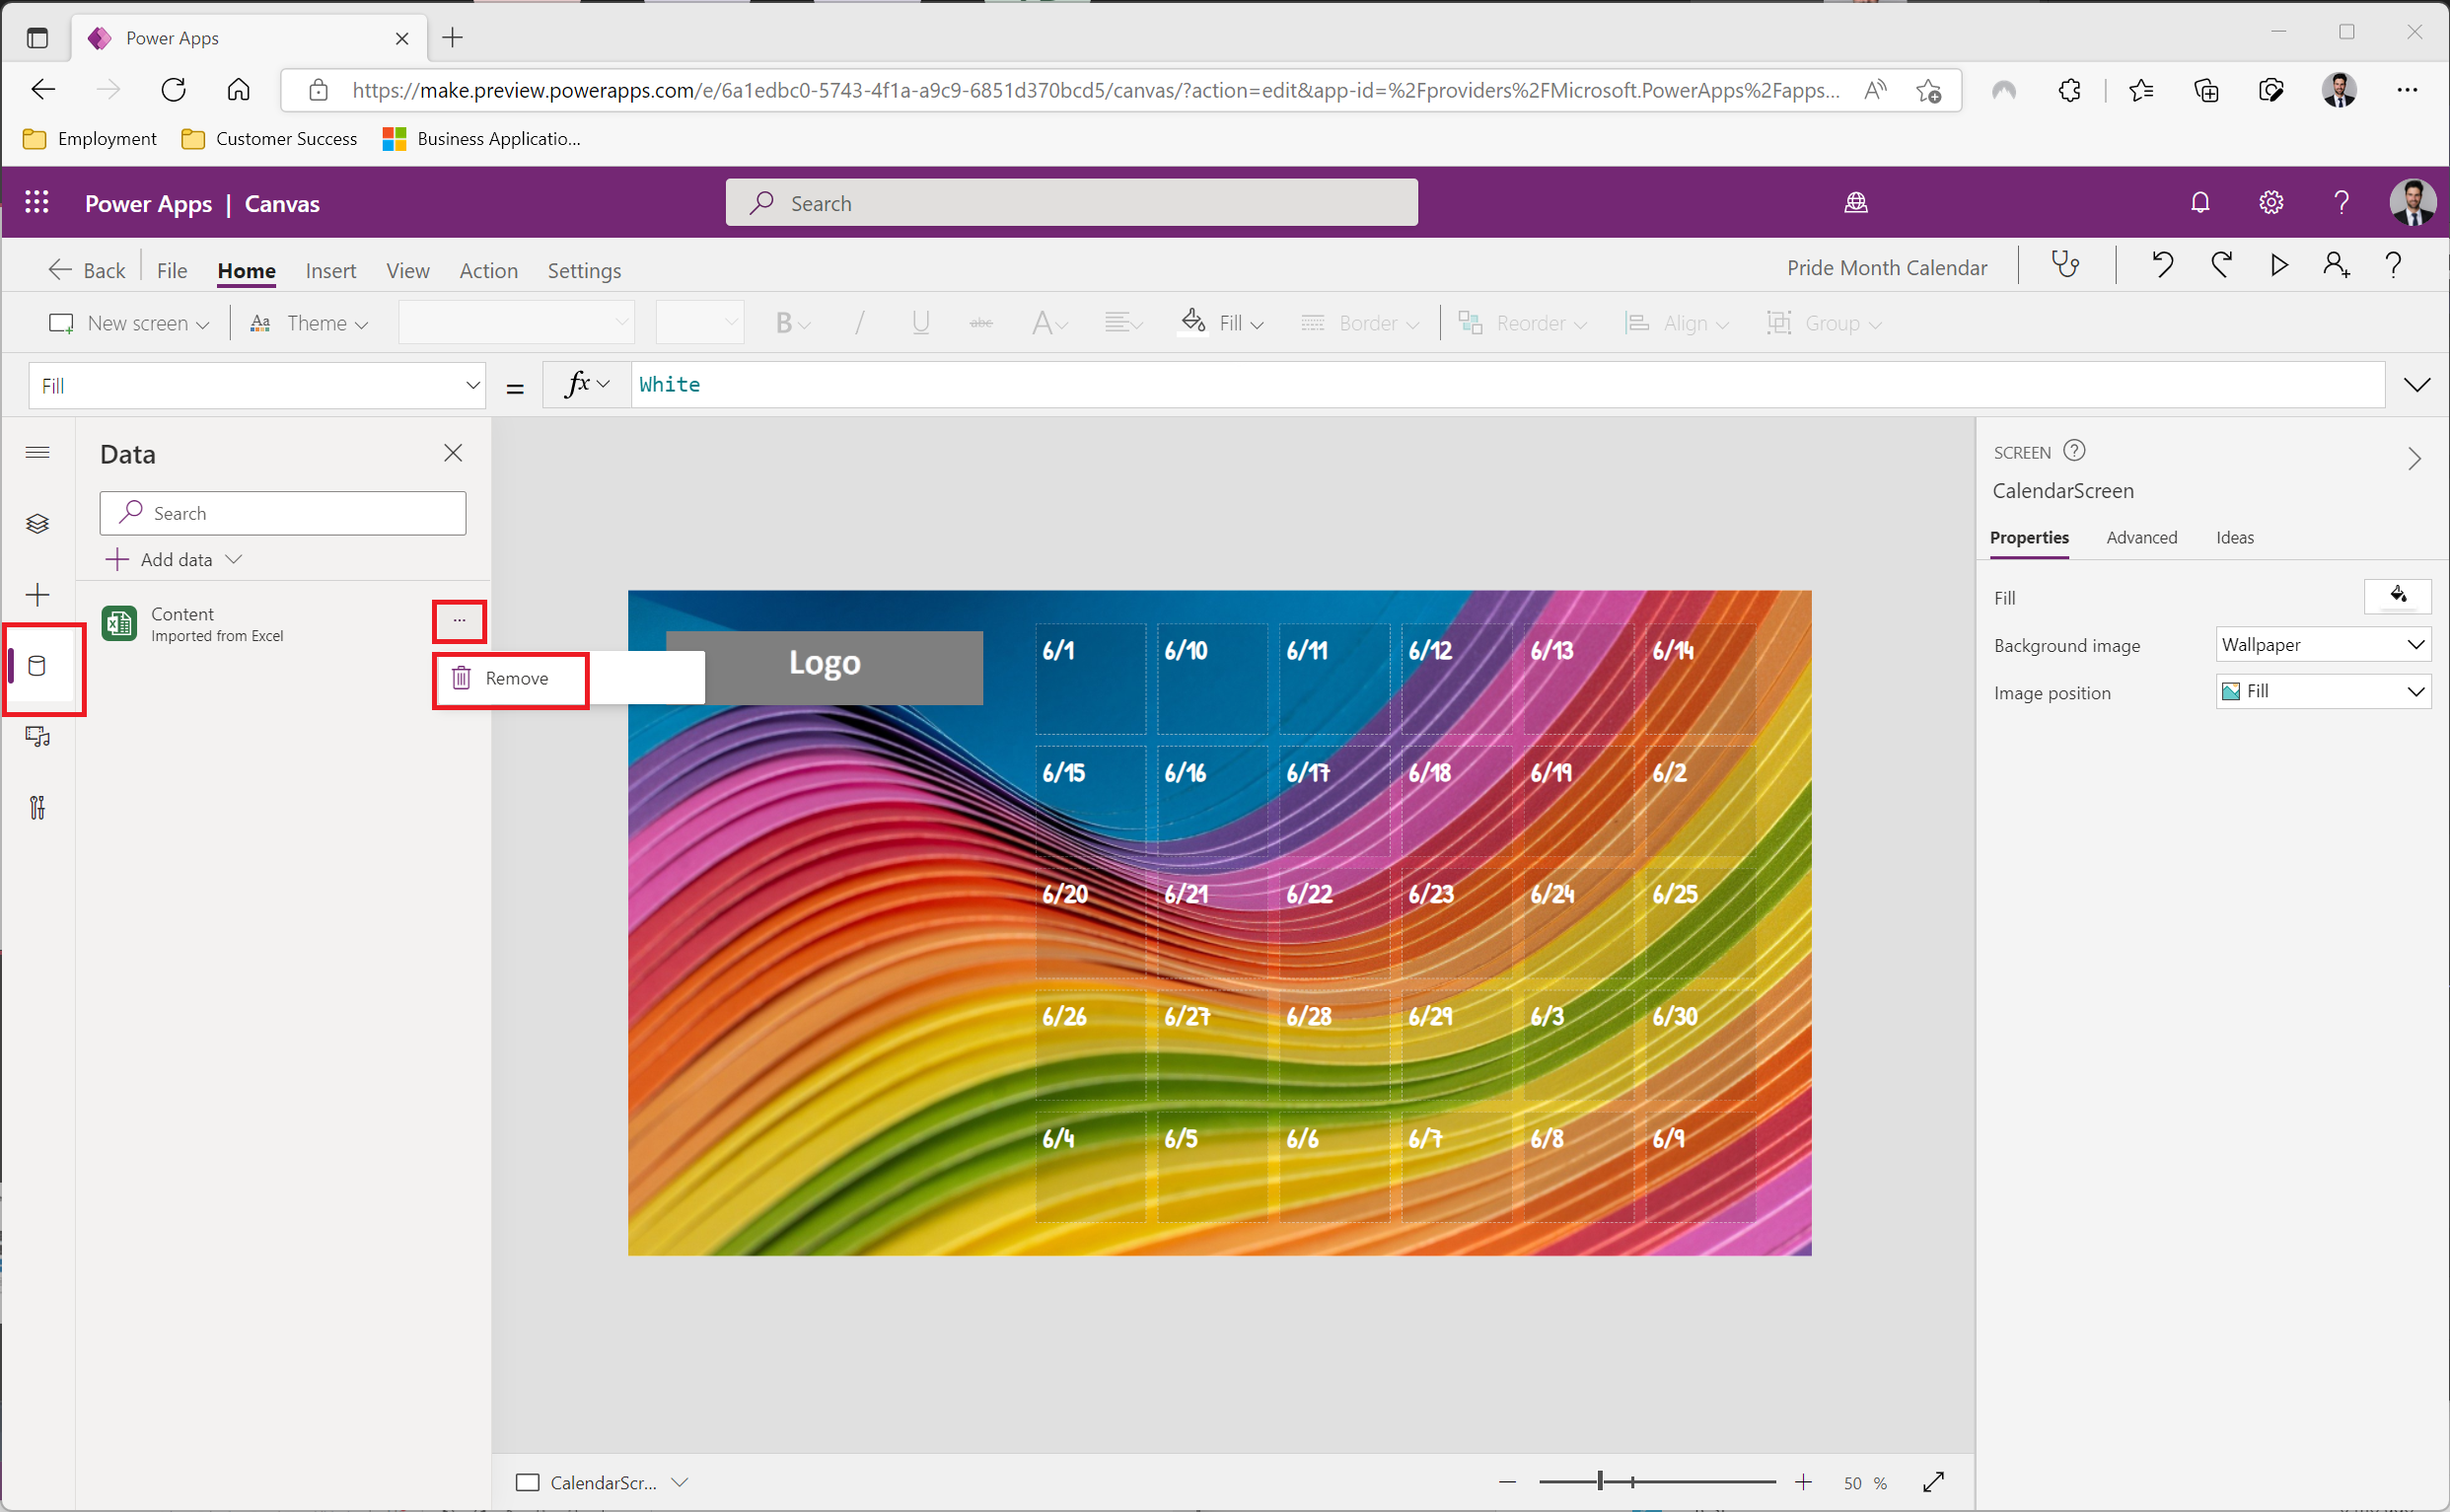 Power Apps
https://make.preview.powerapps.com/e/6a1edbc0-5743-4f1a-a9c9-6851d370bcd5/canvas/?action=edit&app-id=%2Fproviders%2FMicrosoft.PowerApps%2Fapps...
Employment Customer Success Business Applicatio...
Power Apps | Canvas Search
Back File Home Insert View Action Settings Pride Month Calendar
New screen Theme B / U abc A Fill Border Reorder Align Group
Fill = fx White
Data
Search
Add data
Content
Imported from Excel
...
Remove
Logo
6/1 6/10 6/11 6/12 6/13 6/14
6/15 6/16 6/17 6/18 6/19 6/2
6/20 6/21 6/22 6/23 6/24 6/25
6/26 6/27 6/28 6/29 6/3 6/30
6/4 6/5 6/6 6/7 6/8 6/9
SCREEN
CalendarScreen
Properties Advanced Ideas
Fill
Background image Wallpaper
Image position Fill
CalendarScr... 50 %